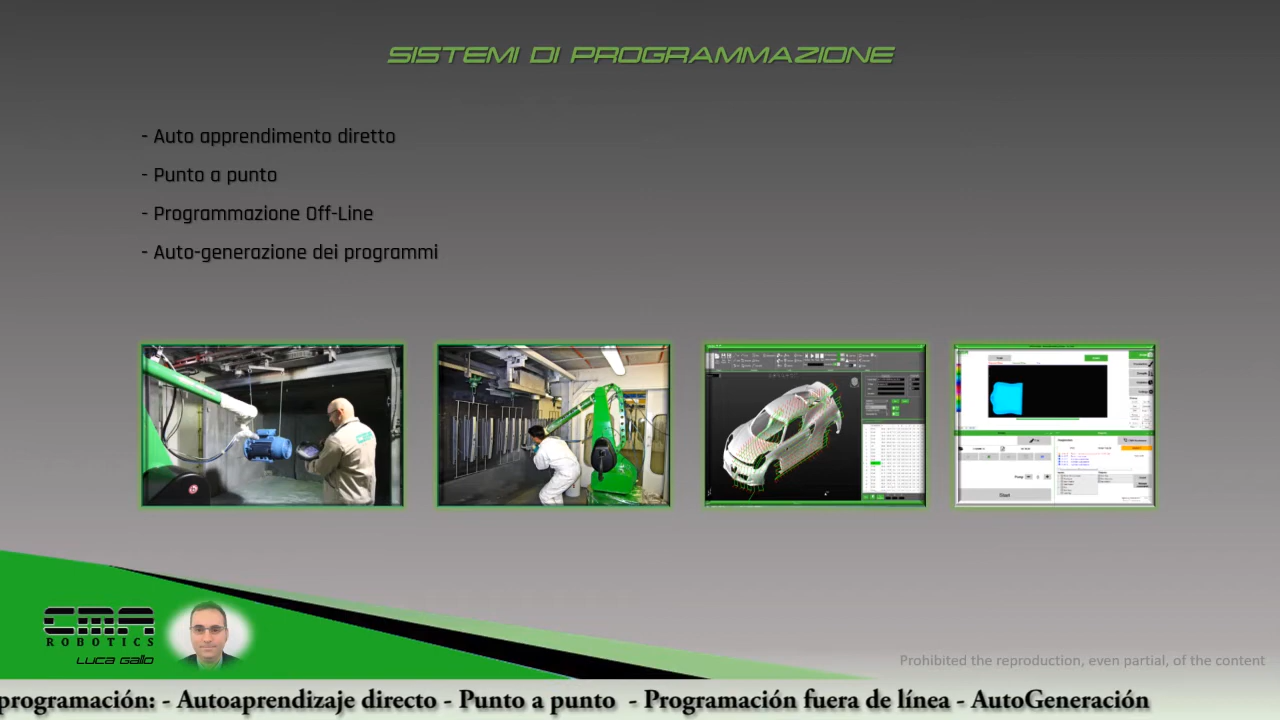 SISTEMI DI PROGRAMMAZIONE
- Auto apprendimento diretto
- Punto a punto
- Programmazione Off-Line
- Auto-generazione dei programmi
CMA
ROBOTICS
Luca Gallo
Prohibited the reproduction, even partial, of the content
programación: - Autoaprendizaje directo - Punto a punto - Programación fuera de línea - AutoGeneración